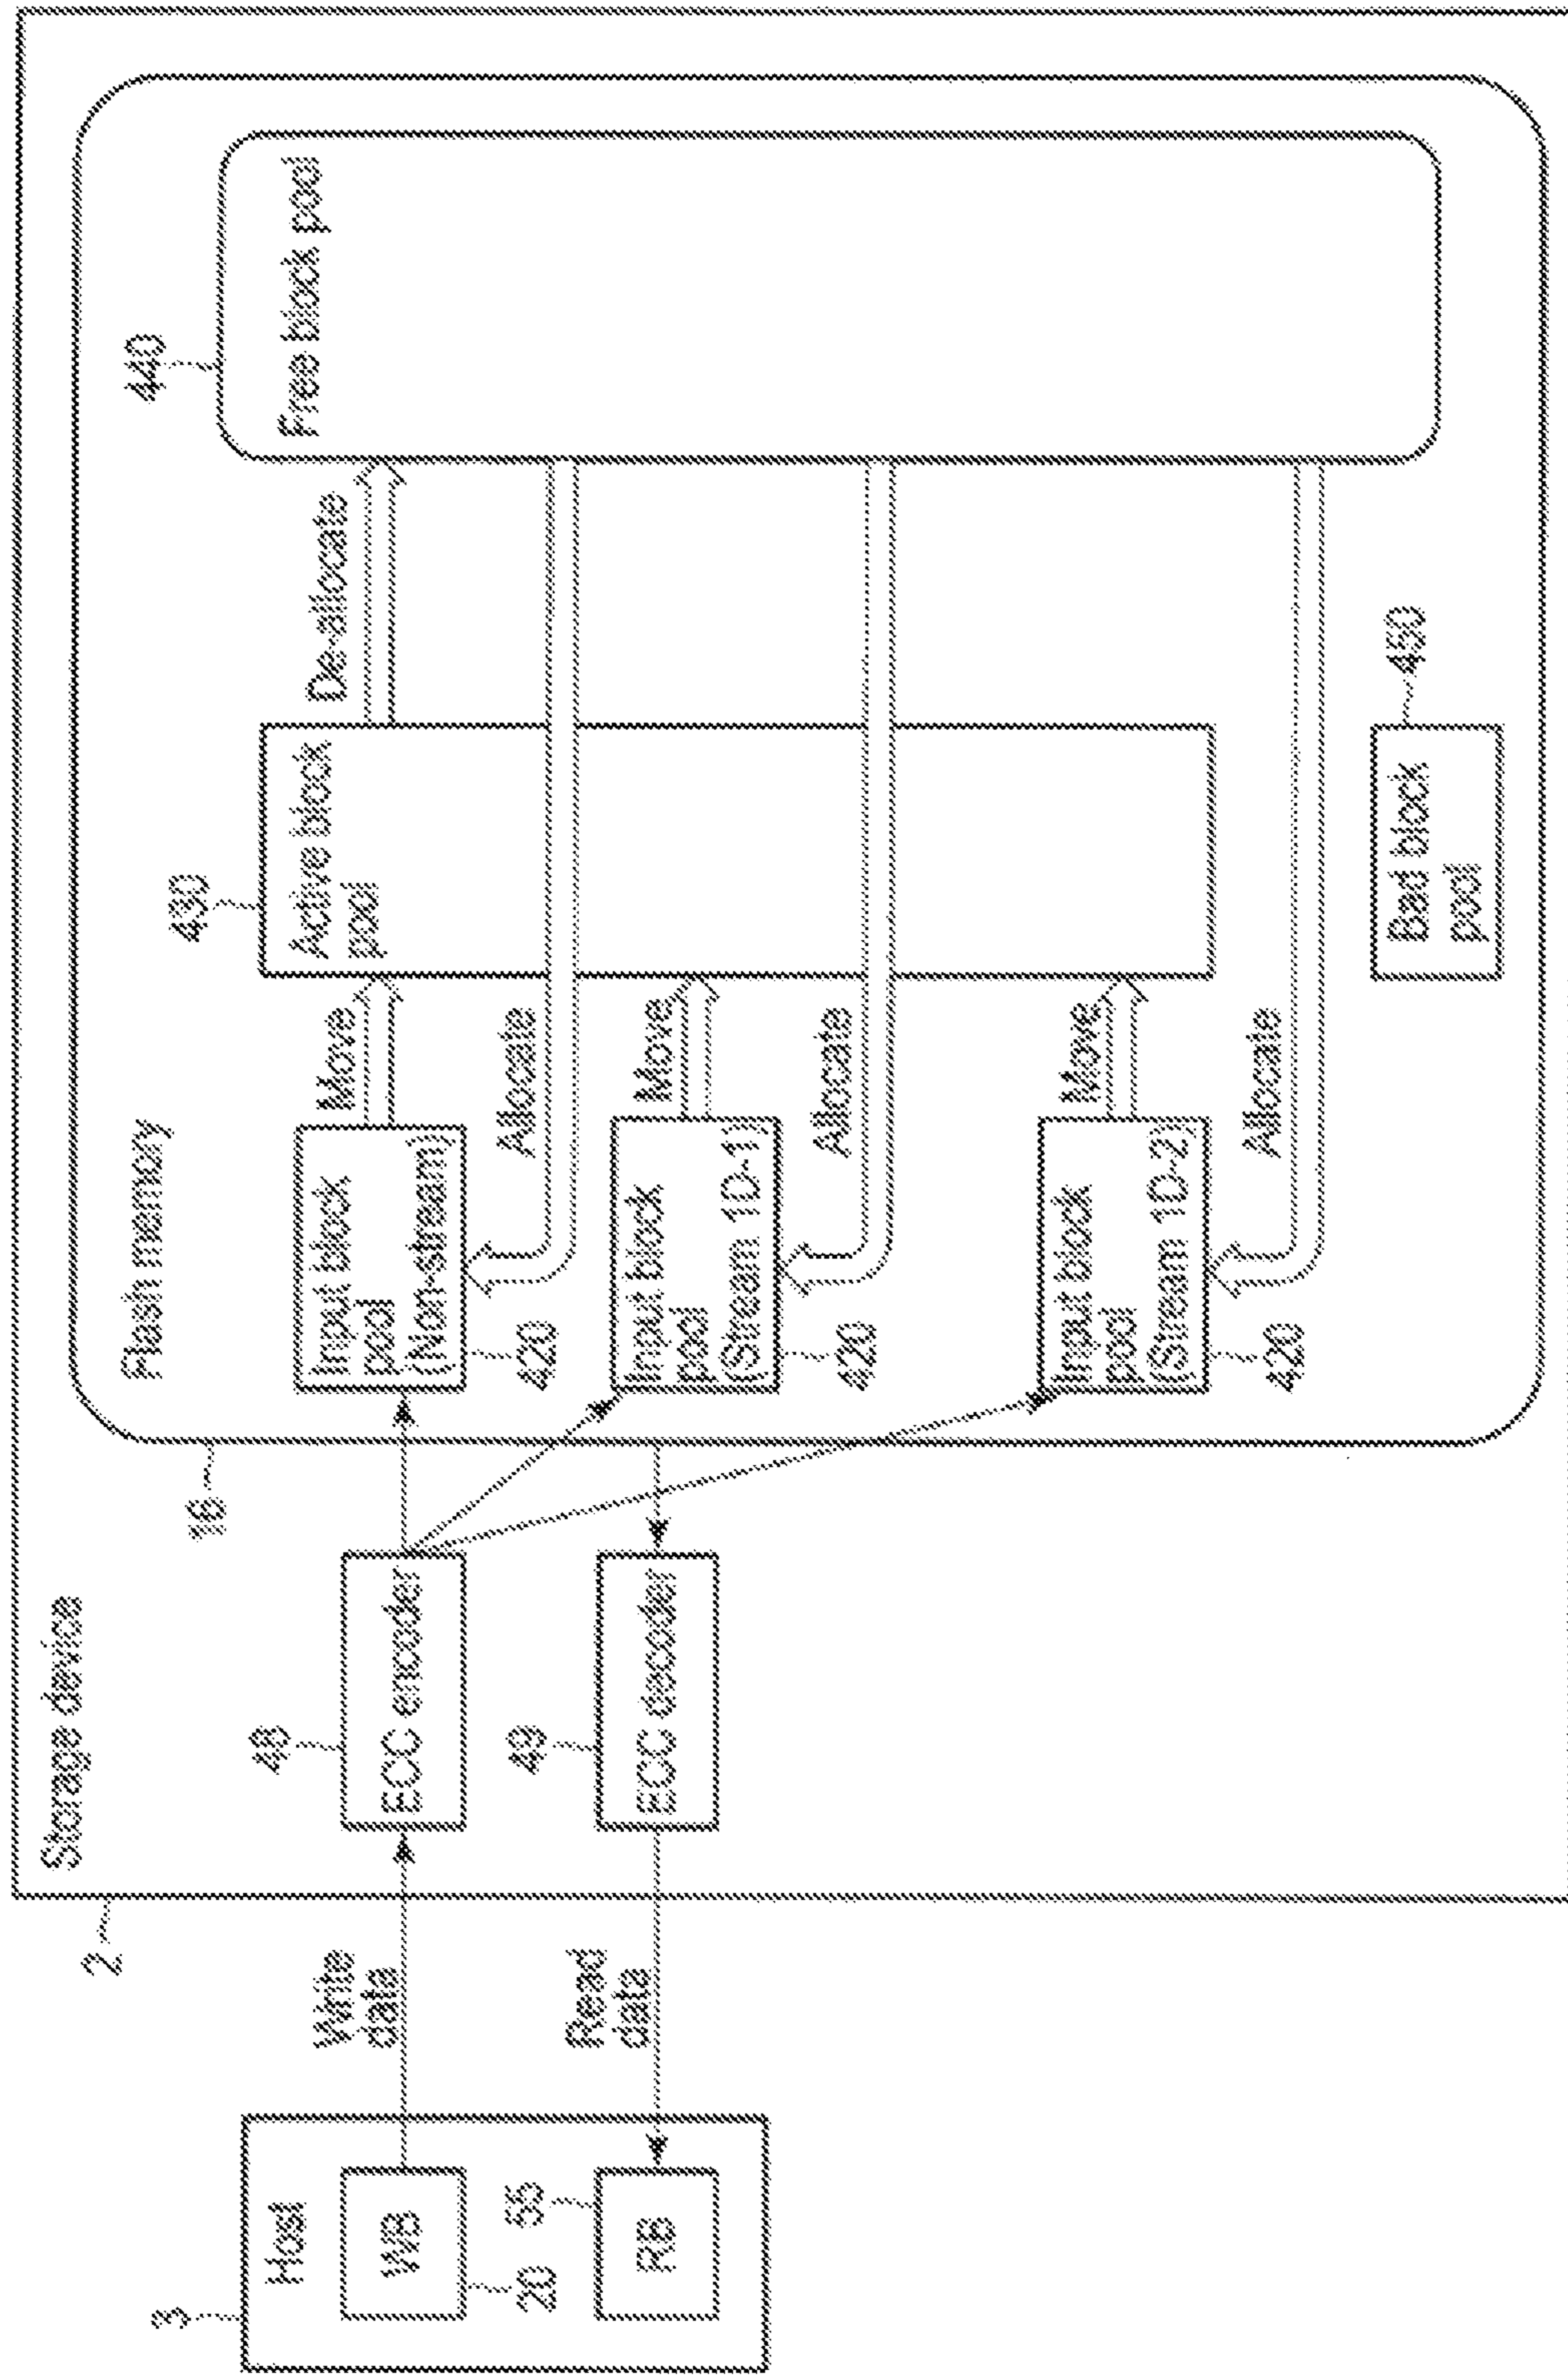 Storage device
2
Flash memory
16
440
Free block pool
430
Active block
pool
De-allocate
Move
Input block
pool
(Non-stream)
420
Allocate
Move
Input block
pool
(Stream 1D-1)
420
Allocate
Move
Input block
pool
(Stream 1D-2)
420
Allocate
450
Bad block
pool
48
ECC encoder
49
ECC decoder
Write
data
Read
data
3
Host
WB
20
55
RB